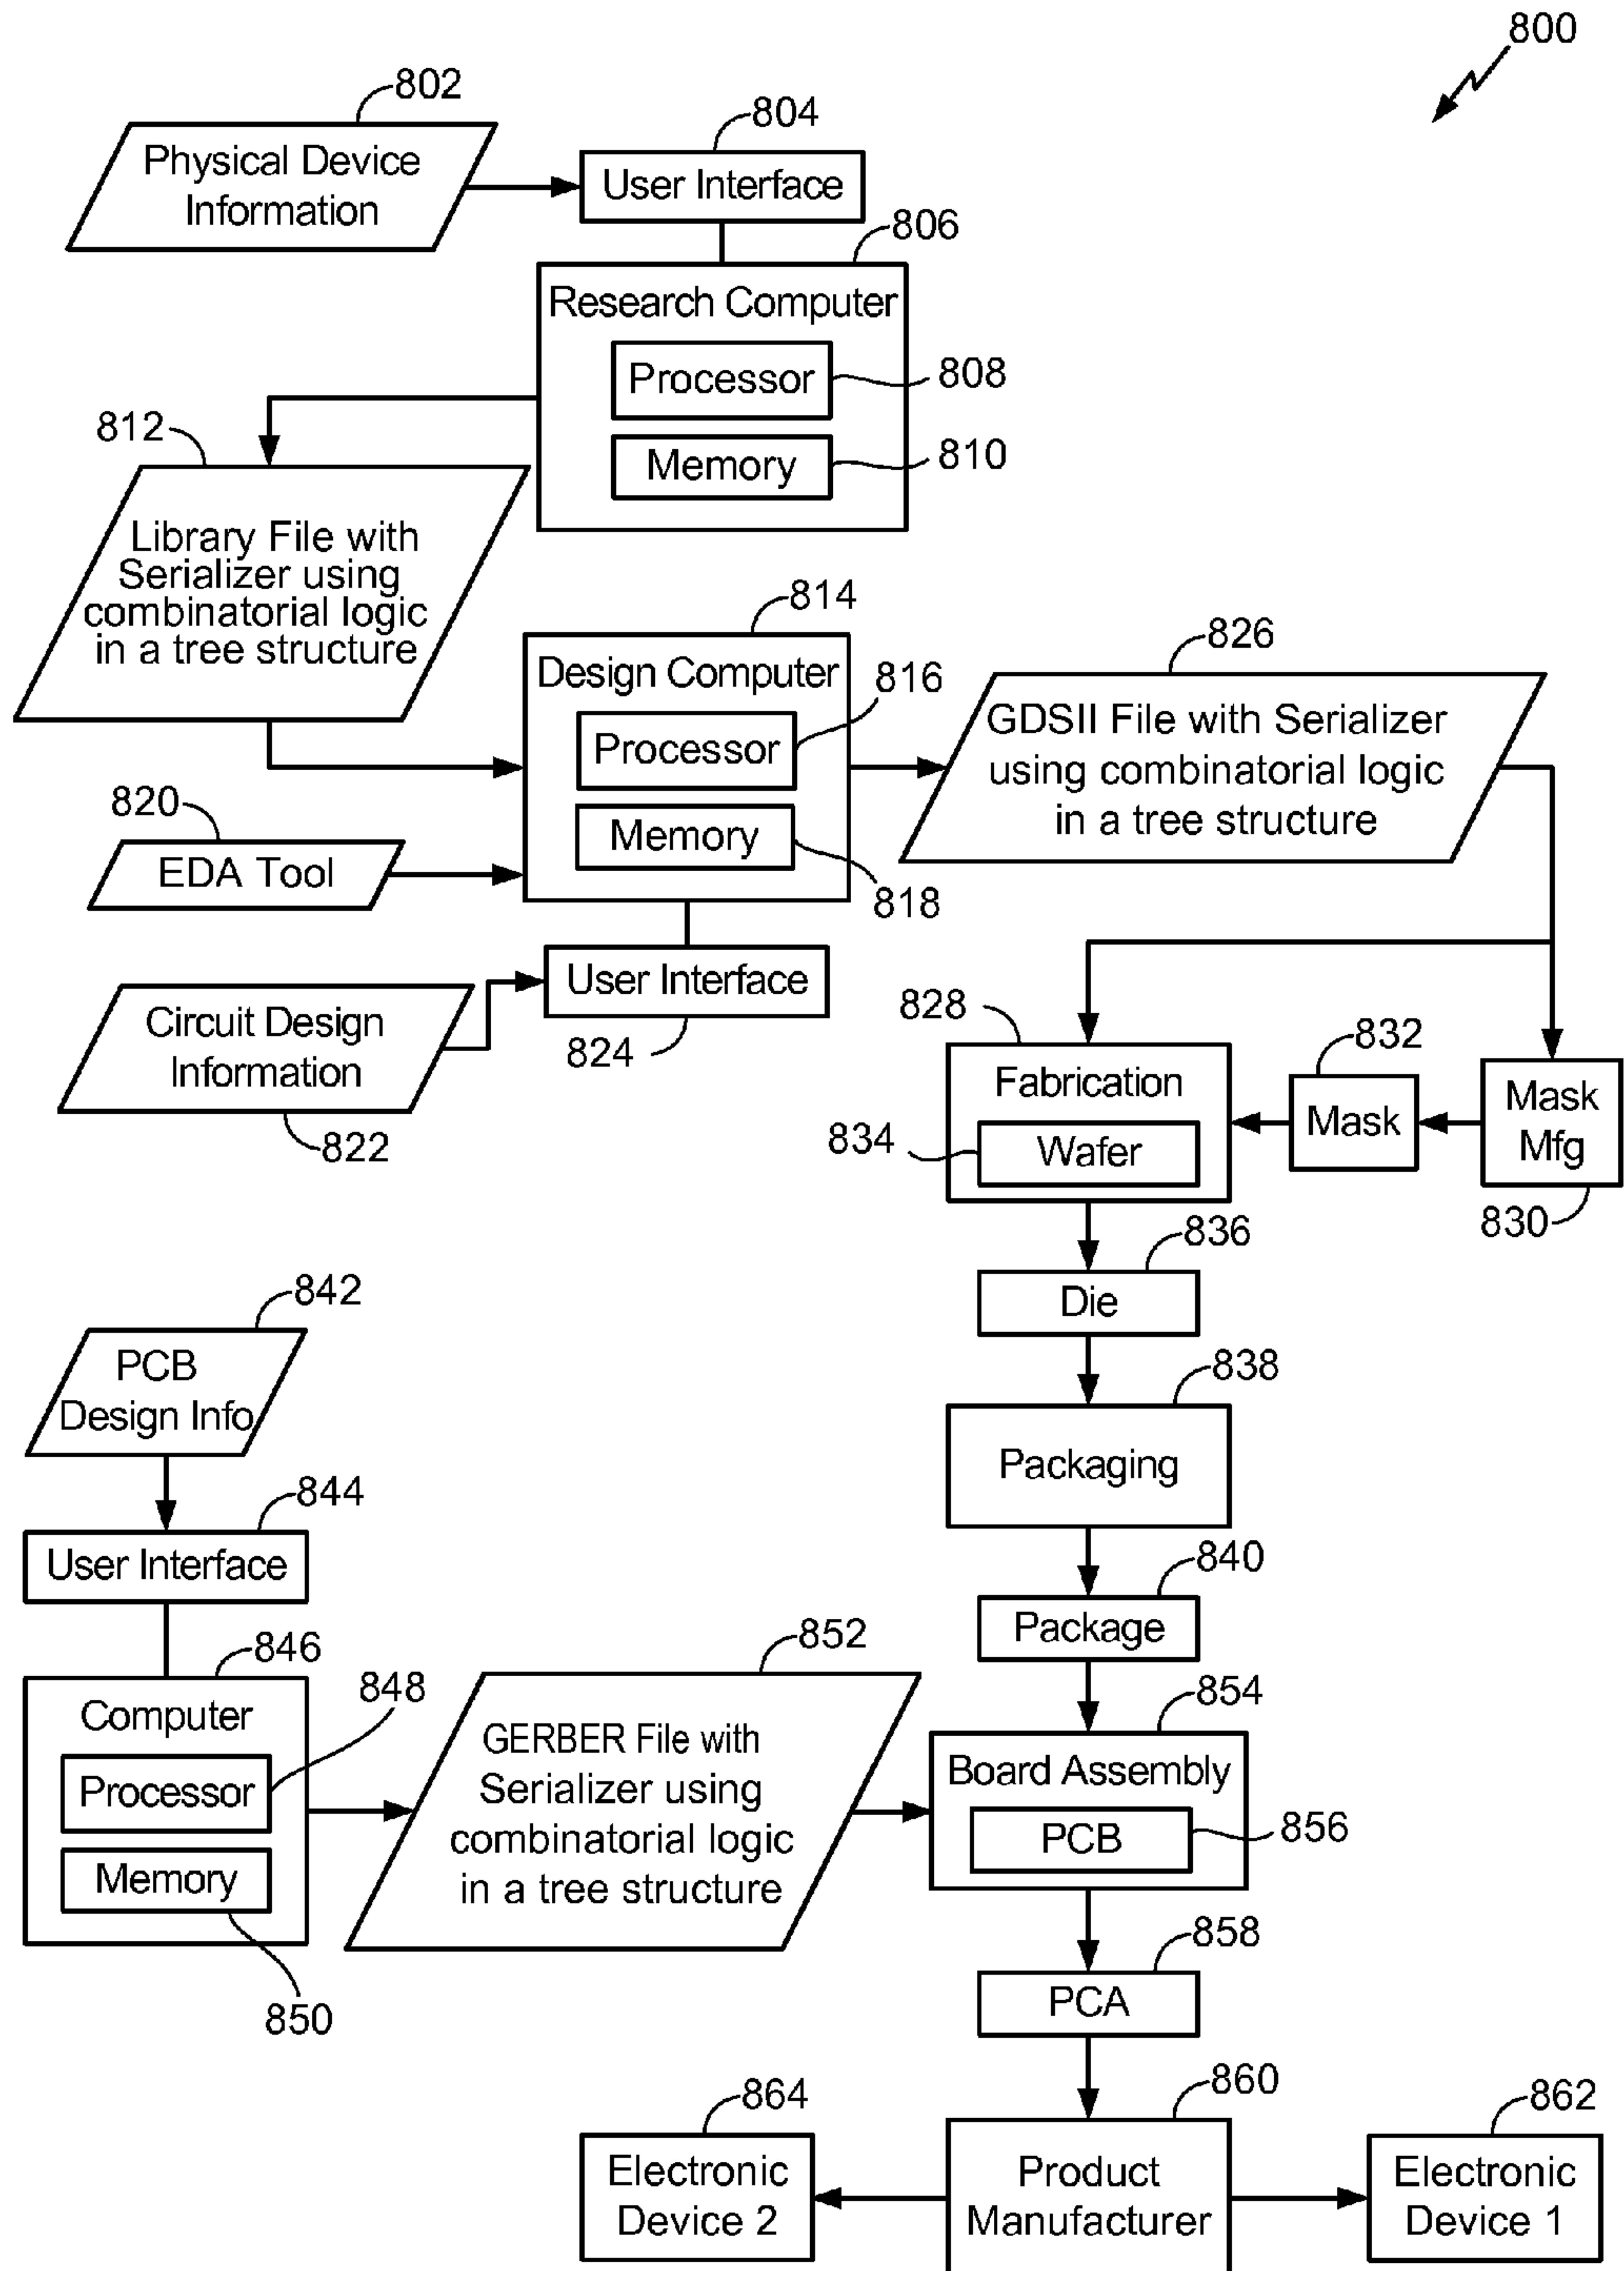 800
802
Physical Device
Information
804
User Interface
806
Research Computer
Processor
808
Memory
810
812
Library File with
Serializer using
combinatorial logic
in a tree structure
814
Design Computer
816
Processor
Memory
818
820
EDA Tool
826
GDSII File with Serializer
using combinatorial logic
in a tree structure
User Interface
824
Circuit Design
Information
822
828
Fabrication
834
Wafer
832
Mask
Mask
Mfg
830
836
Die
838
Packaging
840
Package
842
PCB
Design Info
844
User Interface
846
Computer
848
Processor
Memory
850
852
GERBER File with
Serializer using
combinatorial logic
in a tree structure
854
Board Assembly
PCB
856
858
PCA
860
Product
Manufacturer
864
Electronic
Device 2
862
Electronic
Device 1